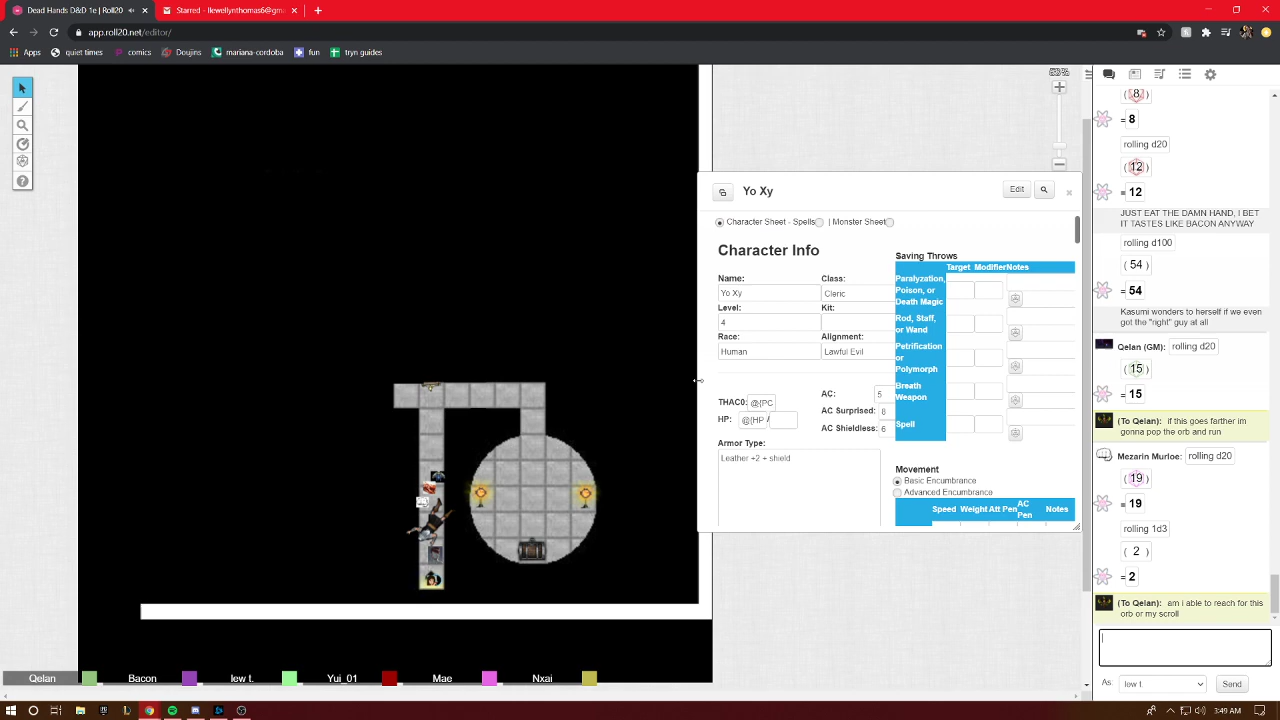 Dead Hands D&D 1e | Roll20
Starred - llewellynthomas6@gm
app.roll20.net/editor/
Apps
quiet times
comics
Doujins
mariana-cordoba
fun
tryn guides
Yo Xy
Edit
Character Sheet - Spells | Monster Sheet
Character Info
Name:
Class:
Yo Xy
Cleric
Level:
Kit:
4
Race:
Alignment:
Human
Lawful Evil
THAC0:
@{PC
AC:
5
HP:
@{HP /
AC Surprised:
8
AC Shieldless:
6
Armor Type:
Leather +2 + shield
Saving Throws
Target ModifierNotes
Paralyzation,
Poison, or
Death Magic
Rod, Staff,
or Wand
Petrification
or
Polymorph
Breath
Weapon
Spell
Movement
Basic Encumbrance
Advanced Encumbrance
Speed Weight Att Pen AC Pen Notes
(8)
=8
rolling d20
(12)
=12
JUST EAT THE DAMN HAND, I BET
IT TASTES LIKE BACON ANYWAY
rolling d100
(54)
=54
Kasumi wonders to herself if we even
got the "right" guy at all
Qelan (GM): rolling d20
(15)
=15
(To Qelan): if this goes farther im
gonna pop the orb and run
Mezarin Murloe: rolling d20
(19)
=19
rolling 1d3
(2)
=2
(To Qelan): am i able to reach for this
orb or my scroll
As:
lew t.
Send
Qelan
Bacon
lew t.
Yui_01
Mae
Nxai
3:49 AM